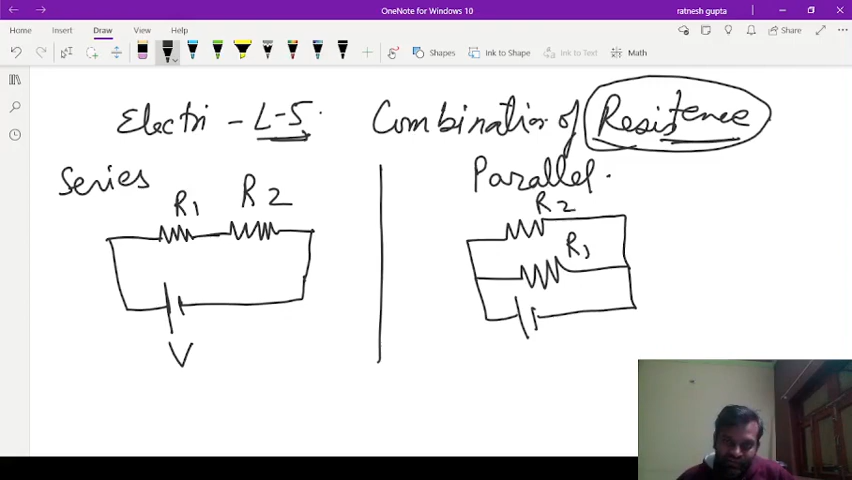 OneNote for Windows 10
ratnesh gupta
Home Insert Draw View Help
Share
Shapes Ink to Shape Ink to Text Math
Electri - L-5. Combination of Resistence
Series Parallel.
R1 R2
R2
R1
V